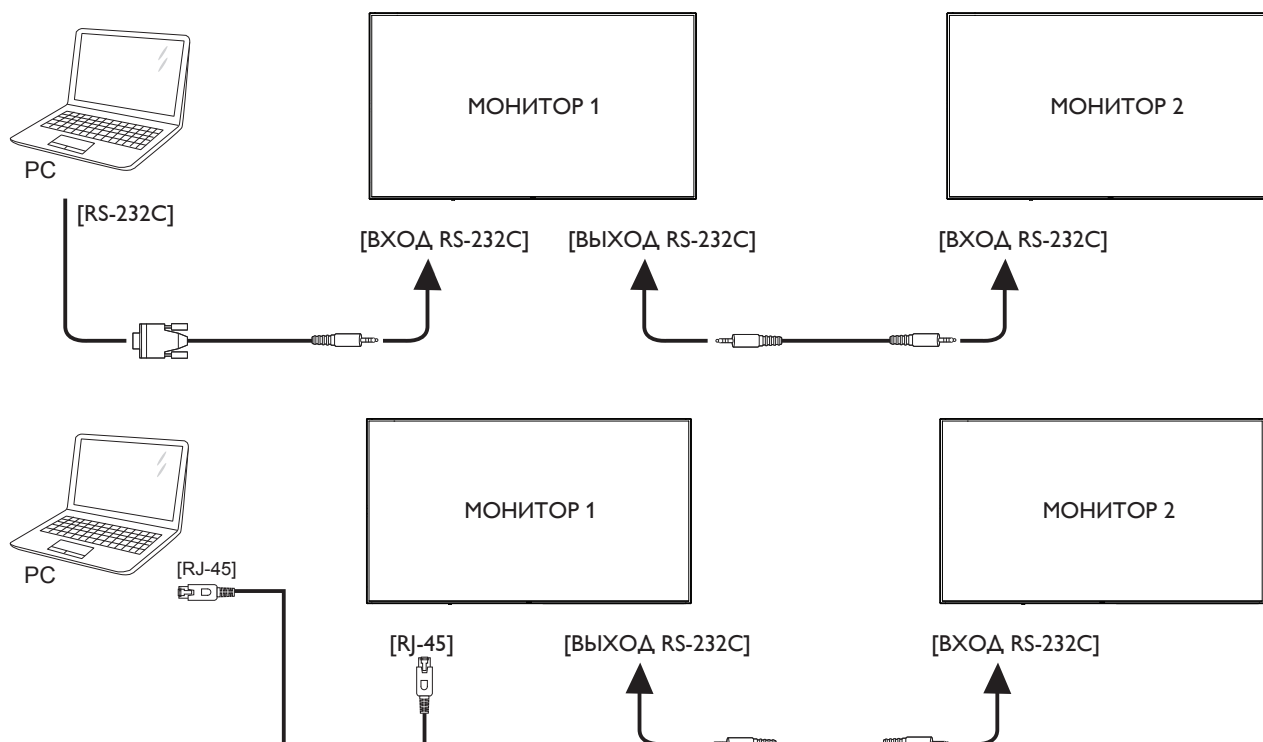 МОНИТОР 1
МОНИТОР 2
PC
[RS-232C]
[ВХОД RS-232C]
[ВЫХОД RS-232C]
[ВХОД RS-232C]
МОНИТОР 1
МОНИТОР 2
PC
[RJ-45]
[RJ-45]
[ВЫХОД RS-232C]
[ВХОД RS-232C]